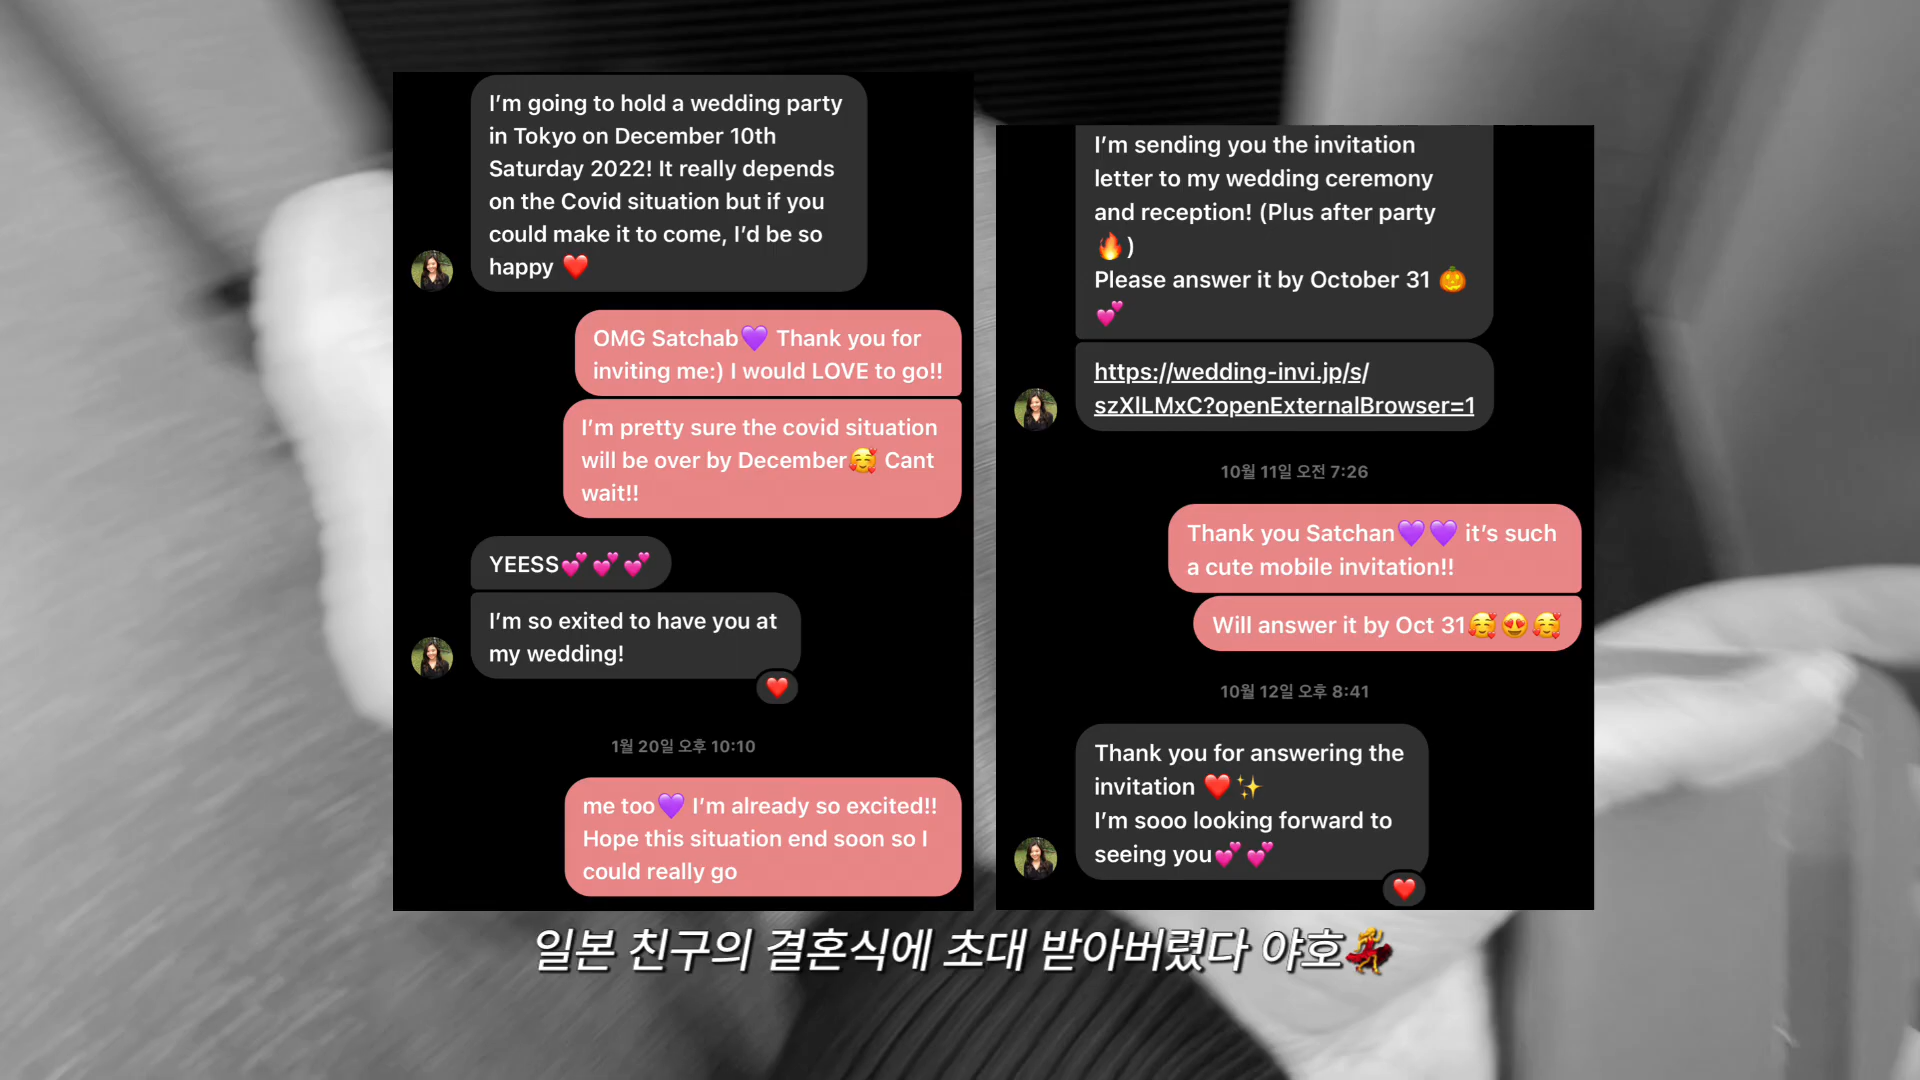 I'm going to hold a wedding party
in Tokyo on December 10th
Saturday 2022! It really depends
on the Covid situation but if you
could make it to come, I'd be so
happy ❤️
OMG Satchab💜 Thank you for
inviting me:) I would LOVE to go!!
I'm pretty sure the covid situation
will be over by December🥰 Cant
wait!!
YEESS💕💕💕
I'm so exited to have you at
my wedding!
❤️
1월 20일 오후 10:10
me too💜 I'm already so excited!!
Hope this situation end soon so I
could really go
I'm sending you the invitation
letter to my wedding ceremony
and reception! (Plus after party
🔥)
Please answer it by October 31 🎃
💕
https://wedding-invi.jp/s/
szXlLMxC?openExternalBrowser=1
10월 11일 오전 7:26
Thank you Satchan💜💜 it's such
a cute mobile invitation!!
Will answer it by Oct 31🥰😍🥰
10월 12일 오후 8:41
Thank you for answering the
invitation ❤️✨
I'm sooo looking forward to
seeing you💕💕
❤️
일본 친구의 결혼식에 초대 받아버렸다 야호💃